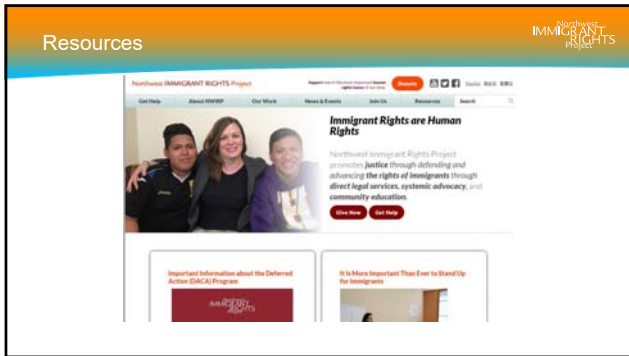 Resources
Northwest
IMMIGRANT
RIGHTS
Project
Northwest IMMIGRANT RIGHTS Project
Donate
Get Help About NWIRP Our Work News & Events Join Us Resources Search
Immigrant Rights are Human
Rights
Northwest Immigrant Rights Project
promotes justice through defending and
advancing the rights of immigrants through
direct legal services, systemic advocacy, and
community education.
Give Now Get Help
Important Information about the Deferred
Action (DACA) Program
It Is More Important Than Ever to Stand Up
for Immigrants